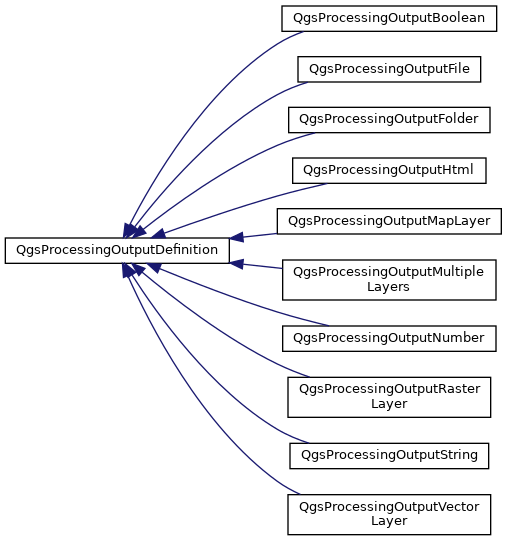 QgsProcessingOutputBoolean
QgsProcessingOutputFile
QgsProcessingOutputFolder
QgsProcessingOutputHtml
QgsProcessingOutputMapLayer
QgsProcessingOutputDefinition
QgsProcessingOutputMultiple
Layers
QgsProcessingOutputNumber
QgsProcessingOutputRaster
Layer
QgsProcessingOutputString
QgsProcessingOutputVector
Layer